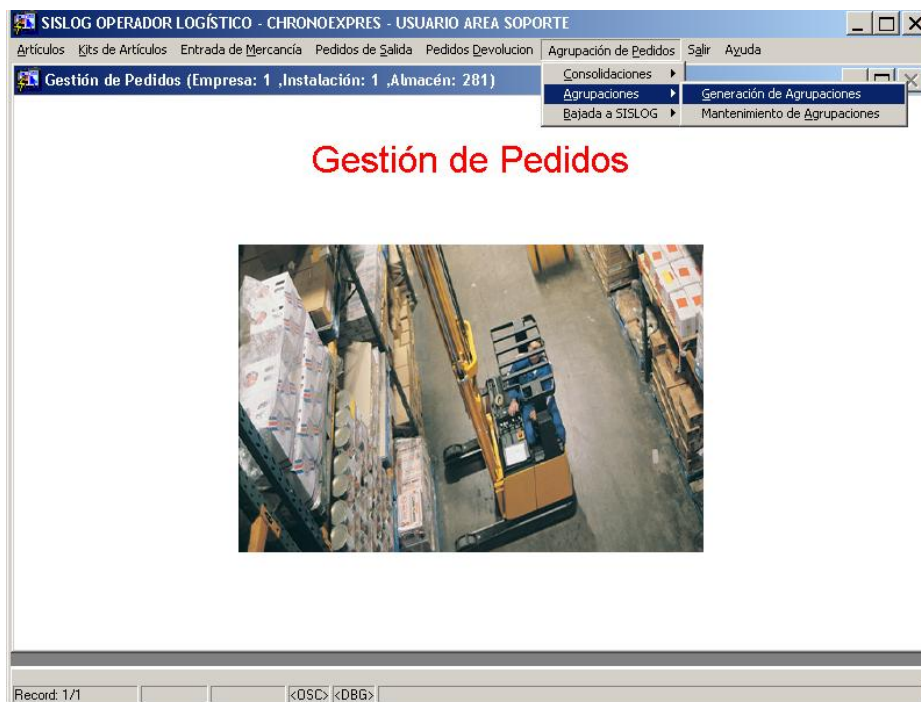 SISLOG OPERADOR LOGÍSTICO - CHRONOEXPRES - USUARIO AREA SOPORTE
Artículos Kits de Artículos Entrada de Mercancía Pedidos de Salida Pedidos Devolucion Agrupación de Pedidos Salir Ayuda
Gestión de Pedidos (Empresa: 1 ,Instalación: 1 ,Almacén: 281)
Consolidaciones
Agrupaciones
Bajada a SISLOG
Generación de Agrupaciones
Mantenimiento de Agrupaciones
Gestión de Pedidos
Record: 1/1 <OSC> <DBG>